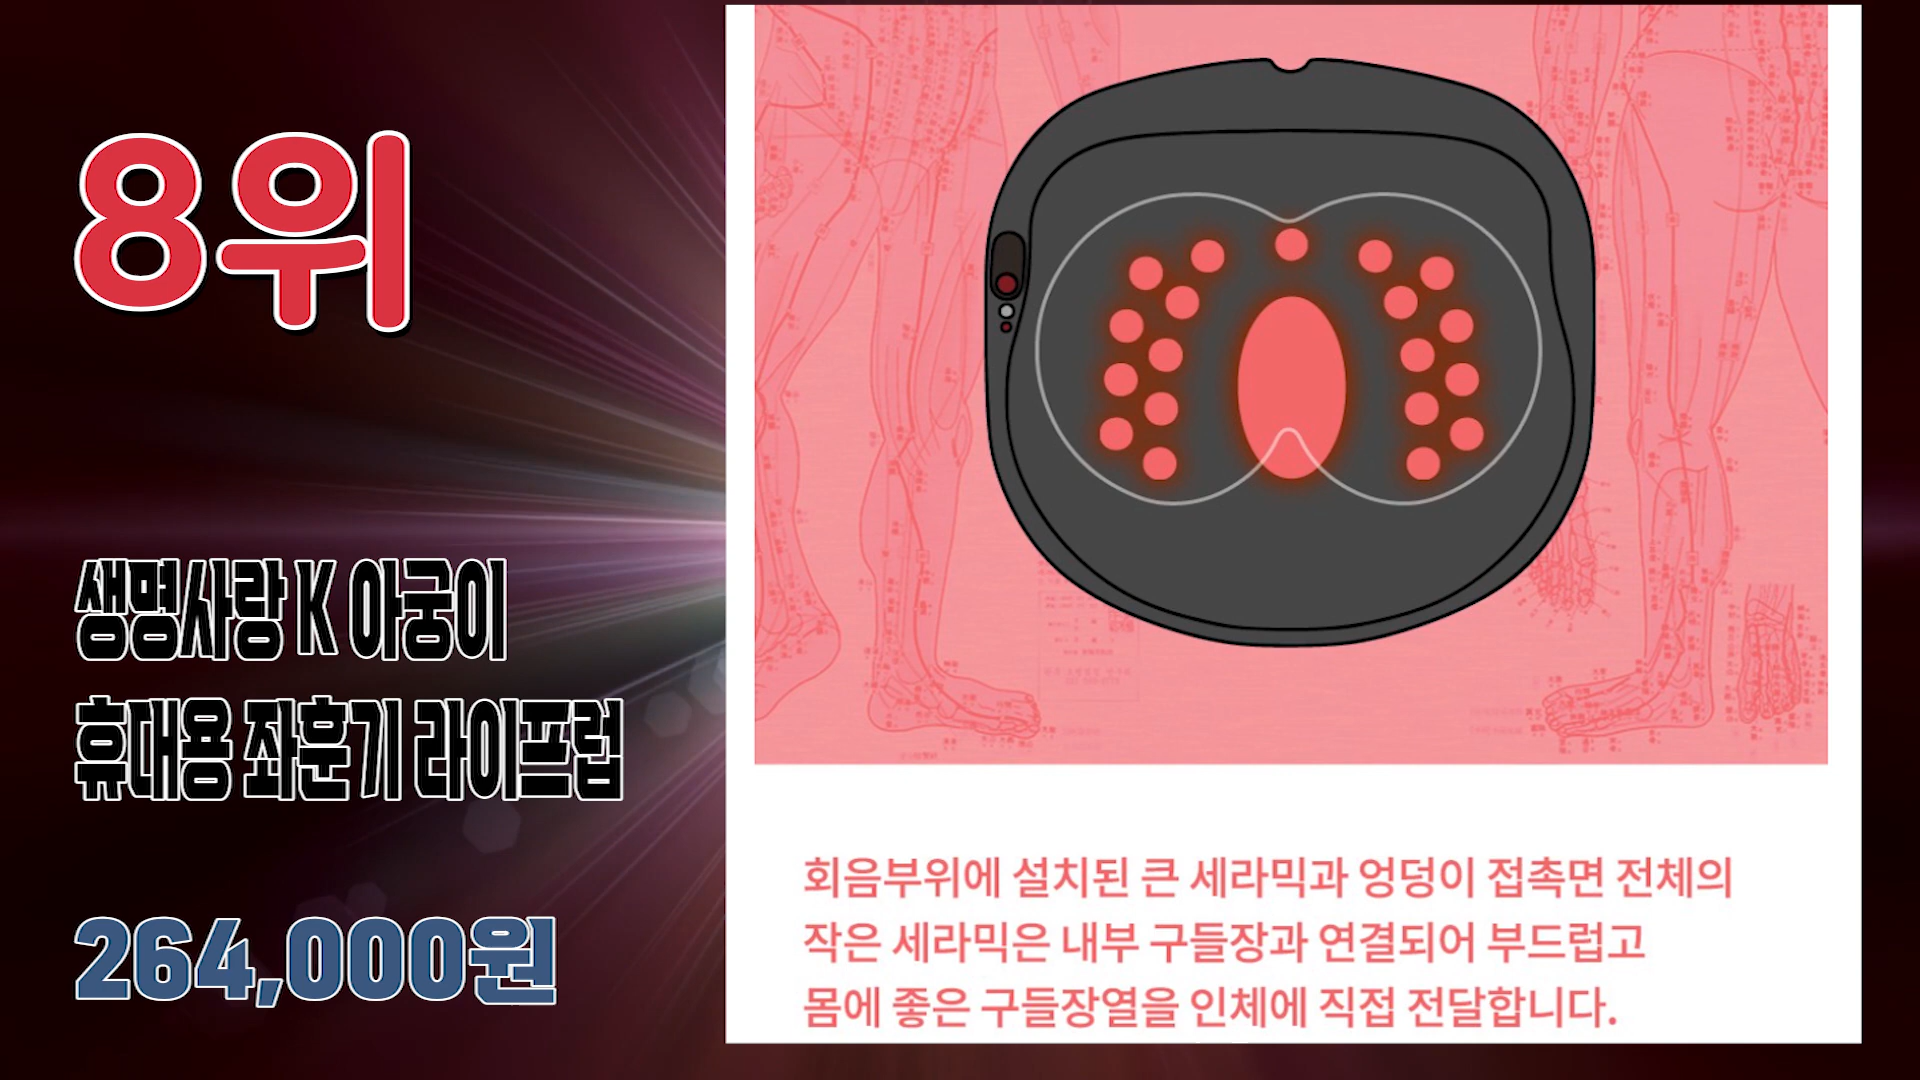 8위
생명사랑 K 아궁이
휴대용 좌훈기 라이프럽
264,000원
회음부위에 설치된 큰 세라믹과 엉덩이 접촉면 전체의
작은 세라믹은 내부 구들장과 연결되어 부드럽고
몸에 좋은 구들장열을 인체에 직접 전달합니다.